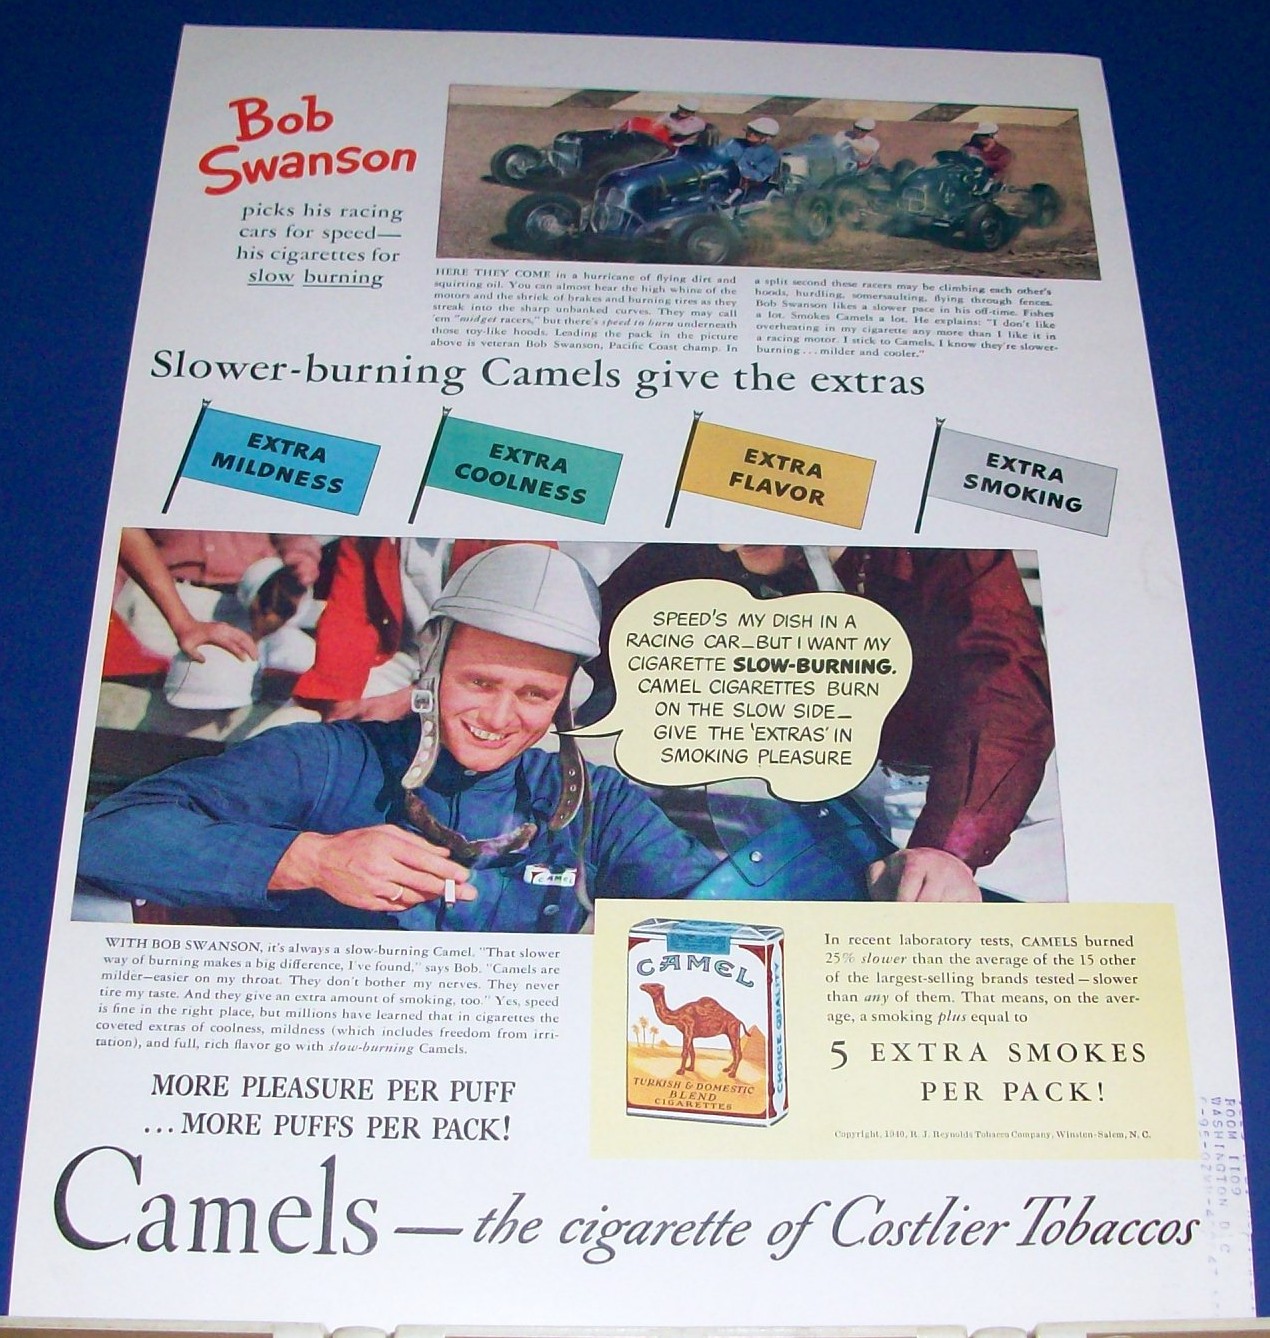 Bob
Swanson
picks his racing
cars for speed—
his cigarettes for
slow burning
HERE THEY COME in a hurricane of flying dirt and
squirting oil. You can almost hear the high whine of the
motors and the shriek of brakes and burning tires as they
streak into the sharp unbanked curves. They may call
'em "midget racers," but there's speed to burn underneath
those toy-like hoods. Leading the pack in the picture
above is veteran Bob Swanson, Pacific Coast champ. In
a split second these racers may be climbing each other's
hoods, hurdling, somersaulting, flying through fences.
Bob Swanson likes a slower pace in his off-time. Fishes
a lot. Smokes Camels a lot. He explains: "I don't like
overheating in my cigarette any more than I like it in
a racing motor. I stick to Camels. I know they're slower-
burning...milder and cooler."
Slower-burning Camels give the extras
EXTRA
MILDNESS
EXTRA
COOLNESS
EXTRA
FLAVOR
EXTRA
SMOKING
SPEED'S MY DISH IN A
RACING CAR—BUT I WANT MY
CIGARETTE SLOW-BURNING.
CAMEL CIGARETTES BURN
ON THE SLOW SIDE—
GIVE THE 'EXTRAS' IN
SMOKING PLEASURE
CAMEL
WITH BOB SWANSON, it's always a slow-burning Camel. "That slower
way of burning makes a big difference, I've found," says Bob. "Camels are
milder—easier on my throat. They don't bother my nerves. They never
tire my taste. And they give an extra amount of smoking, too." Yes, speed
is fine in the right place, but millions have learned that in cigarettes the
coveted extras of coolness, mildness (which includes freedom from irri-
tation), and full, rich flavor go with slow-burning Camels.
MORE PLEASURE PER PUFF
...MORE PUFFS PER PACK!
CAMEL
TURKISH & DOMESTIC
BLEND
CIGARETTES
CHOICE QUALITY
In recent laboratory tests, CAMELS burned
25% slower than the average of the 15 other
of the largest-selling brands tested—slower
than any of them. That means, on the aver-
age, a smoking plus equal to
5 EXTRA SMOKES
PER PACK!
Copyright, 1940, R. J. Reynolds Tobacco Company, Winston-Salem, N. C.
Camels—the cigarette of Costlier Tobaccos
ROOM 1109
WASHINGTON D C